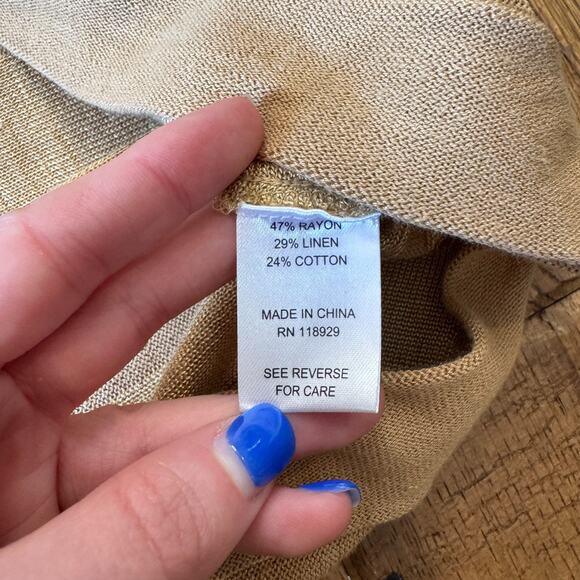 47% RAYON
29% LINEN
24% COTTON
MADE IN CHINA
RN 118929
SEE REVERSE
FOR CARE